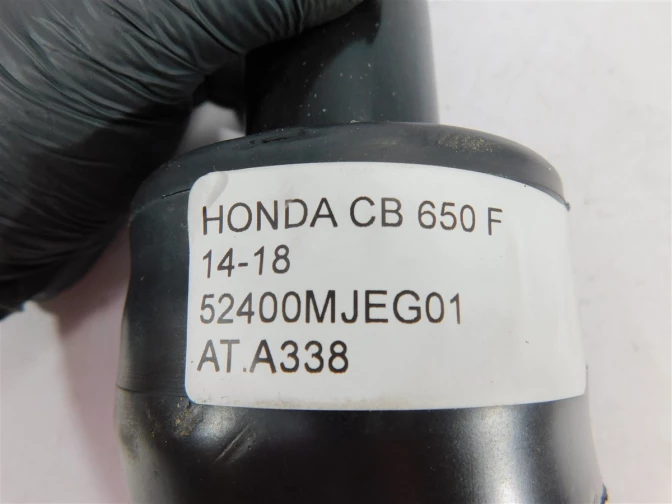 HONDA CB 650 F
14-18
52400MJEG01
AT.A338